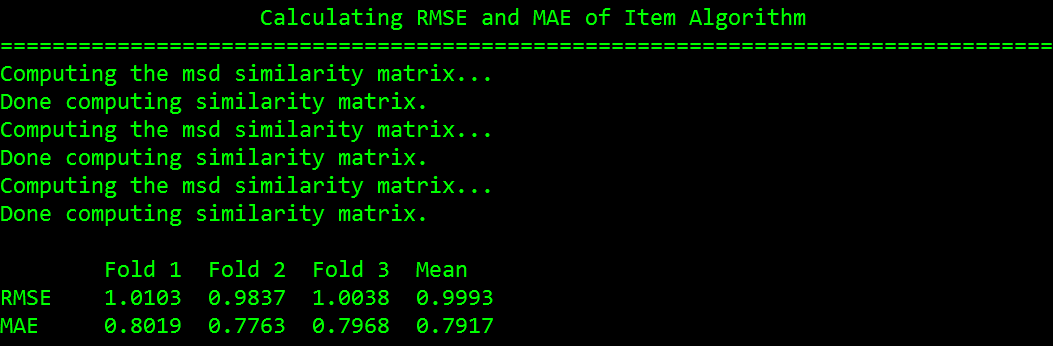 Calculating RMSE and MAE of Item Algorithm
=================================================================================
Computing the msd similarity matrix...
Done computing similarity matrix.
Computing the msd similarity matrix...
Done computing similarity matrix.
Computing the msd similarity matrix...
Done computing similarity matrix.
Fold 1  Fold 2  Fold 3  Mean
RMSE    1.0103  0.9837  1.0038  0.9993
MAE     0.8019  0.7763  0.7968  0.7917